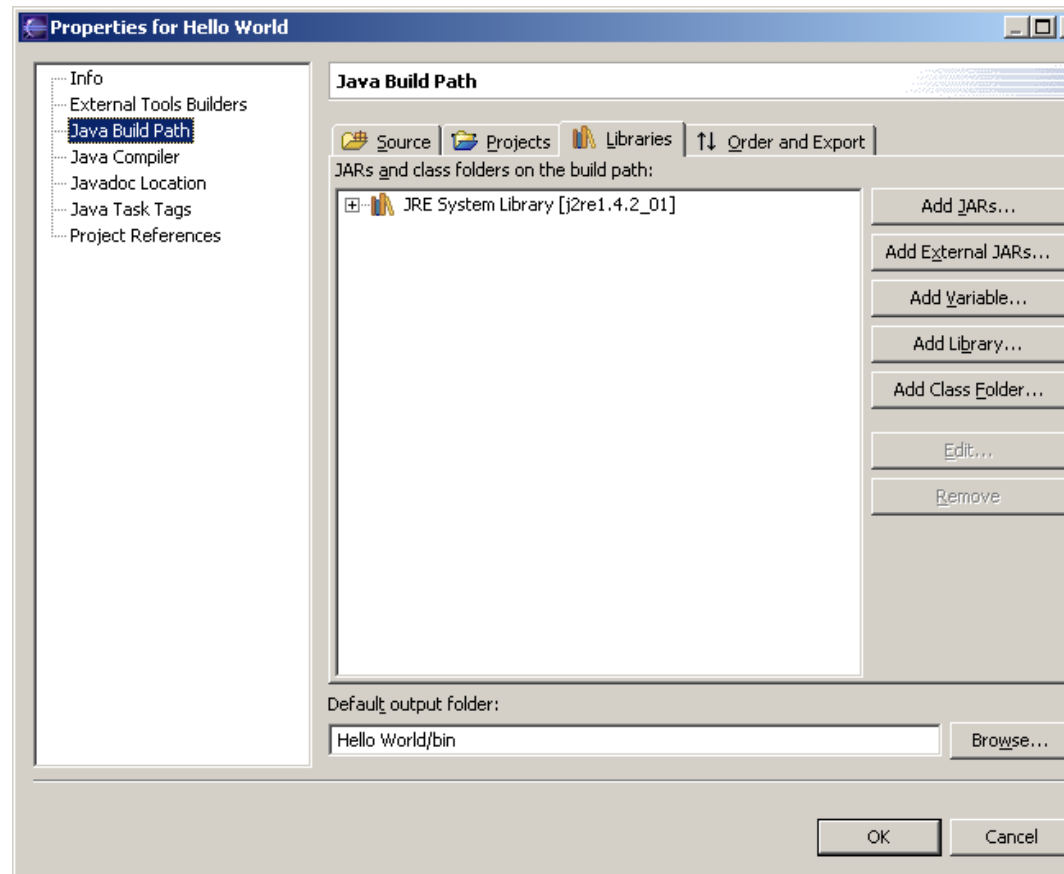 Properties for Hello World
Info
External Tools Builders
Java Build Path
Java Compiler
Javadoc Location
Java Task Tags
Project References
Java Build Path
Source
Projects
Libraries
Order and Export
JARs and class folders on the build path:
JRE System Library [j2re1.4.2_01]
Add JARs...
Add External JARs...
Add Variable...
Add Library...
Add Class Folder...
Edit...
Remove
Default output folder:
Hello World/bin
Browse...
OK
Cancel